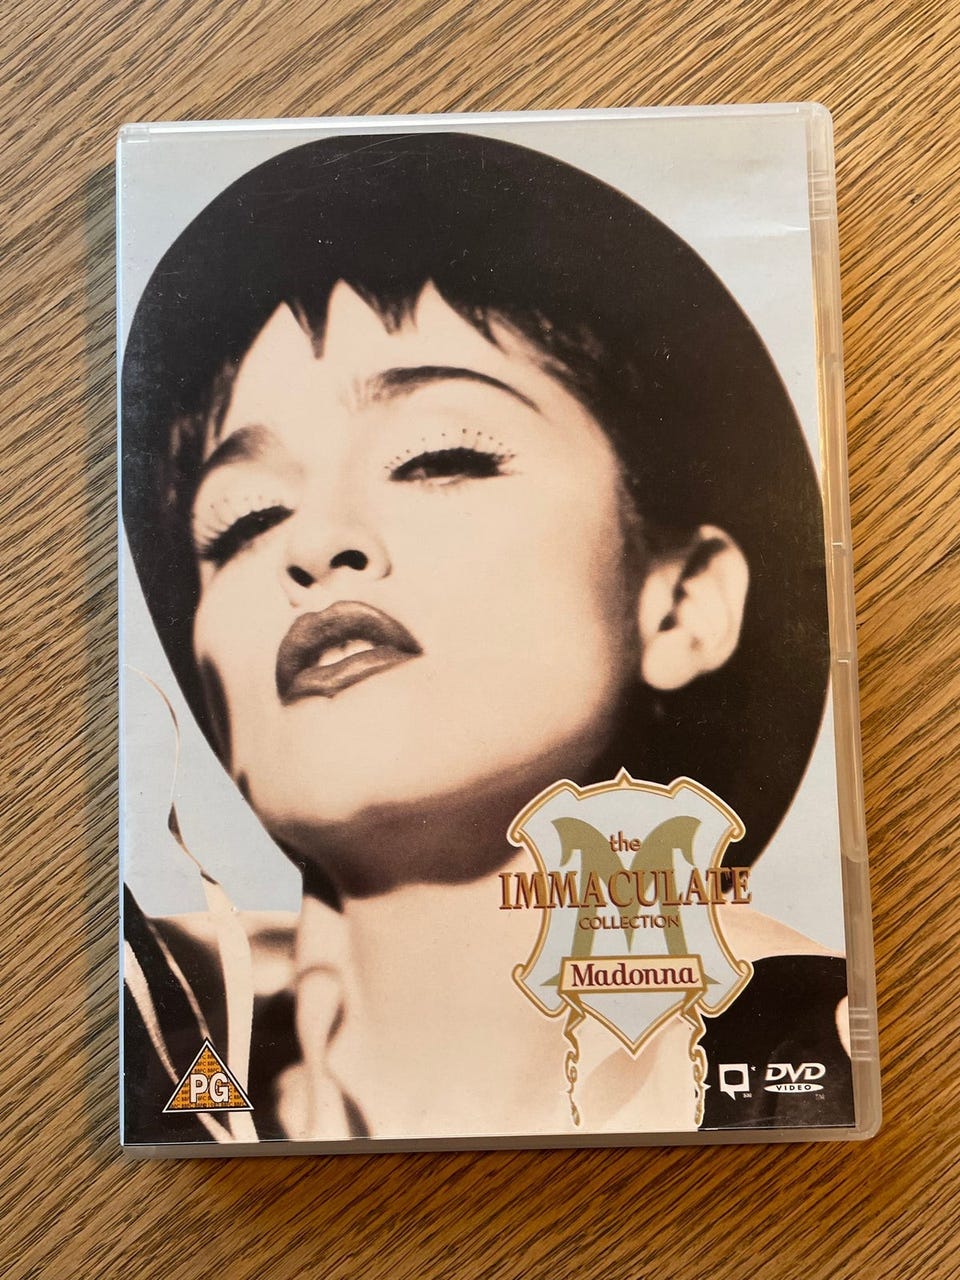 the
M
IMMACULATE
COLLECTION
Madonna
PG
DVD
VIDEO